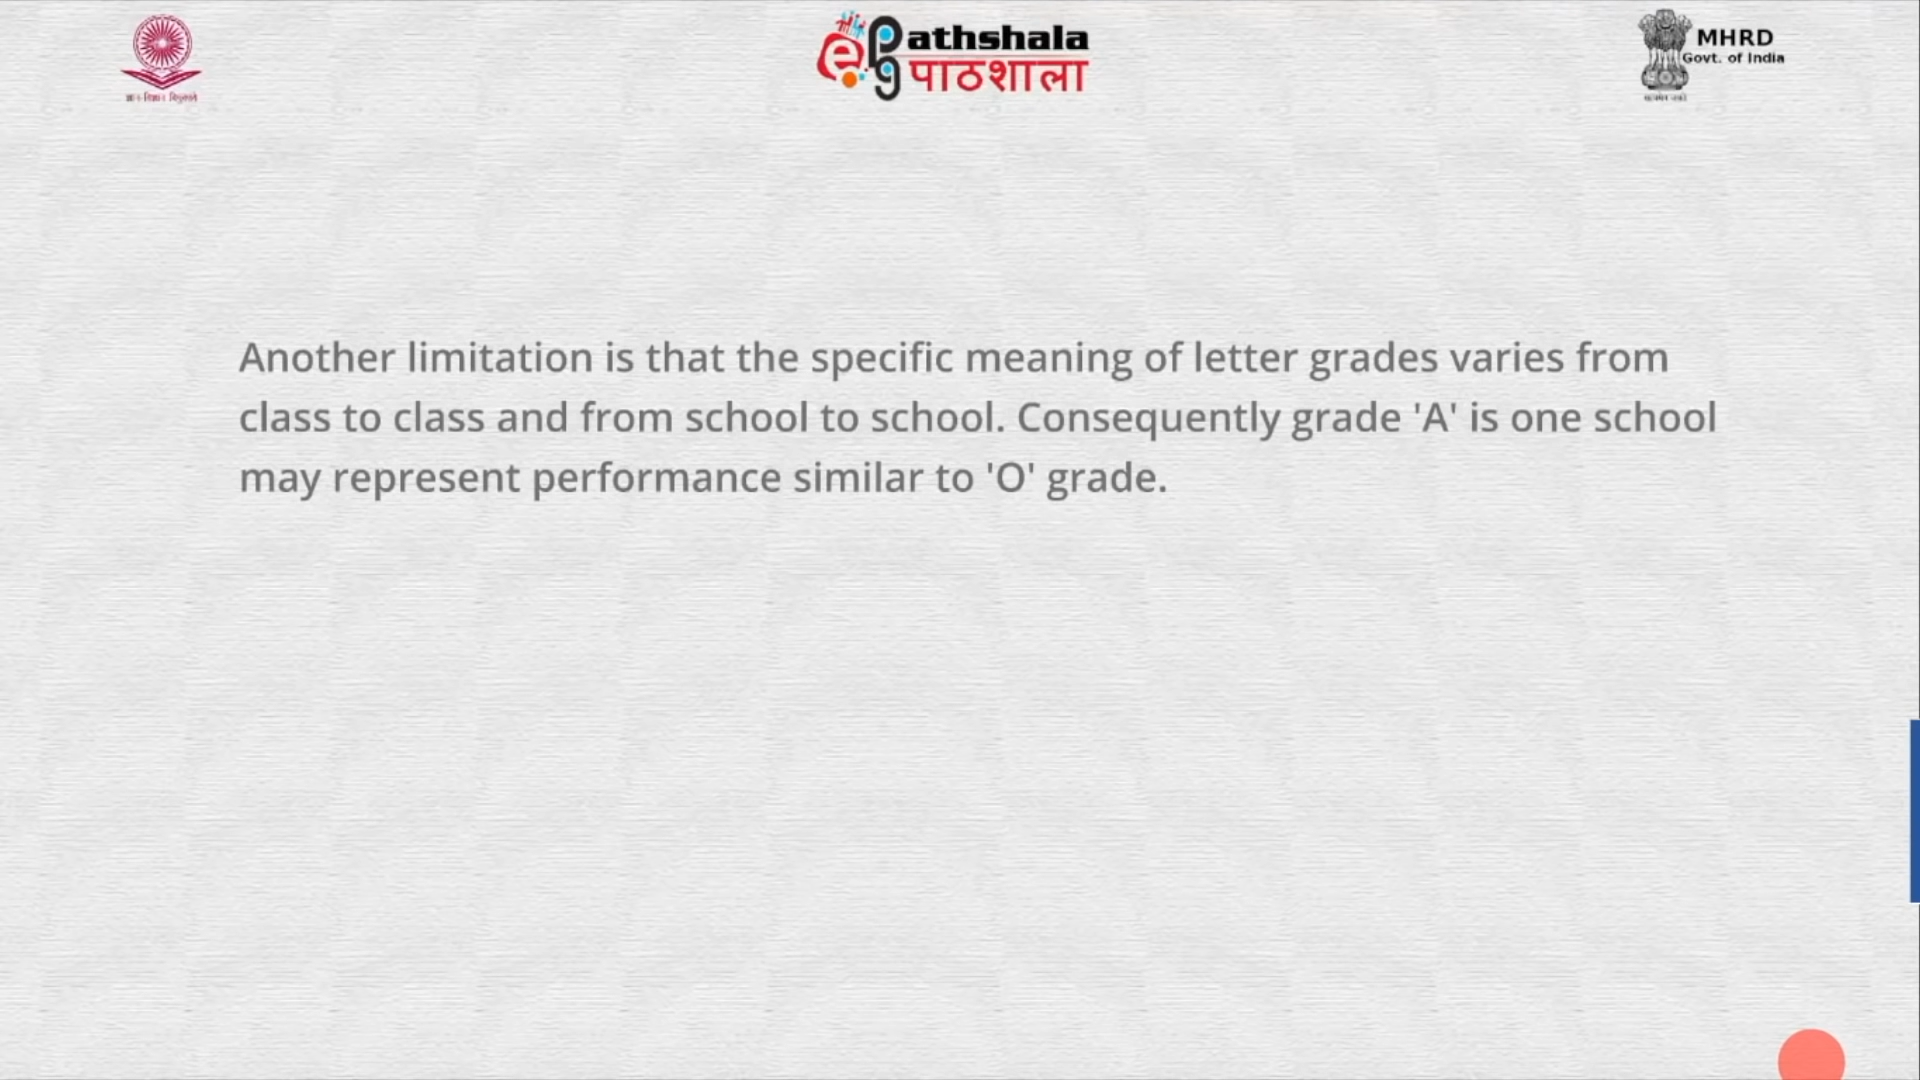 athshala
पाठशाला
MHRD
Govt. of India
Another limitation is that the specific meaning of letter grades varies from
class to class and from school to school. Consequently grade 'A' is one school
may represent performance similar to 'O' grade.